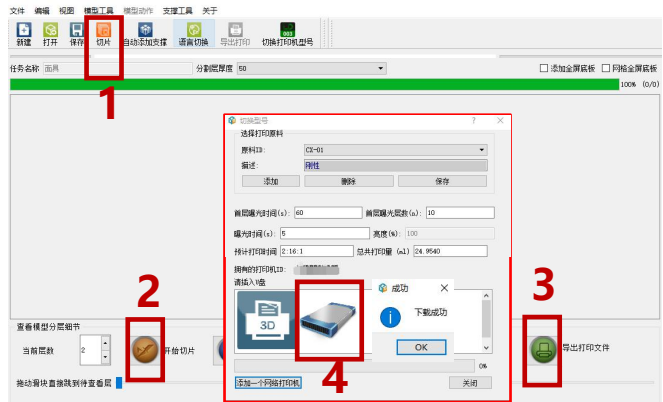 文件 编辑 视图 模型工具 模型动作 支撑工具 关于
新建 打开 保存 切片 自动添加支撑 语言切换 导出打印 切换打印机型号
003
任务名称 面具 分割层厚度 50 添加全屏底板 网格全屏底板
100% (0/0)
1
切换型号 ? ×
选择打印原料
原料ID: CX-01
描述: 刚性
添加 删除 保存
首层曝光时间(s): 60 首层曝光层数(n): 10
曝光时间(s): 5 亮度(%): 100
预计打印时间 2:16:1 总共打印量 (ml) 24.9540
拥有的打印机ID:
请插入U盘
3D
成功 ×
下载成功
OK
0%
添加一个网络打印机 关闭
4
2
3
查看模型分层细节
当前层数 2 开始切片 导出打印文件
拖动滑块直接跳到待查看层